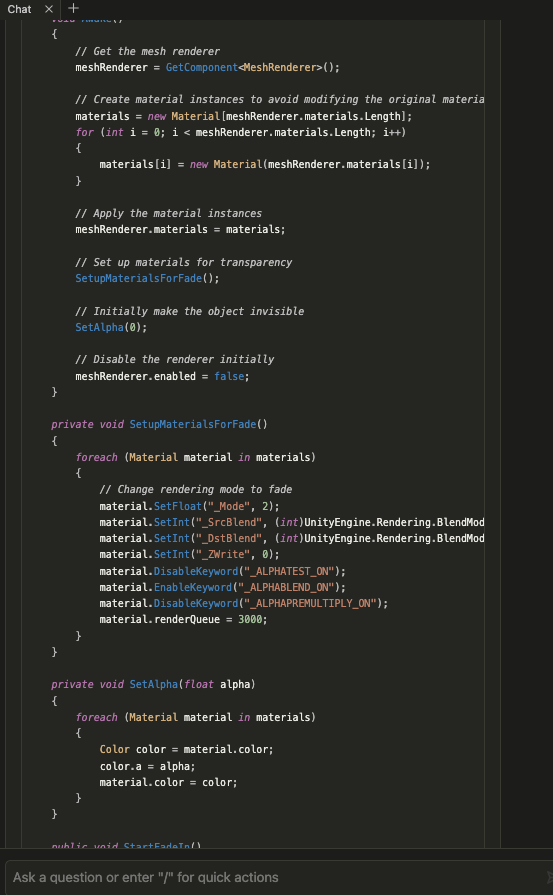 Chat × +
void Awake()
{
// Get the mesh renderer
meshRenderer = GetComponent<MeshRenderer>();
// Create material instances to avoid modifying the original materia
materials = new Material[meshRenderer.materials.Length];
for (int i = 0; i < meshRenderer.materials.Length; i++)
{
materials[i] = new Material(meshRenderer.materials[i]);
}
// Apply the material instances
meshRenderer.materials = materials;
// Set up materials for transparency
SetupMaterialsForFade();
// Initially make the object invisible
SetAlpha(0);
// Disable the renderer initially
meshRenderer.enabled = false;
}
private void SetupMaterialsForFade()
{
foreach (Material material in materials)
{
// Change rendering mode to fade
material.SetFloat("_Mode", 2);
material.SetInt("_SrcBlend", (int)UnityEngine.Rendering.BlendMod
material.SetInt("_DstBlend", (int)UnityEngine.Rendering.BlendMod
material.SetInt("_ZWrite", 0);
material.DisableKeyword("_ALPHATEST_ON");
material.EnableKeyword("_ALPHABLEND_ON");
material.DisableKeyword("_ALPHAPREMULTIPLY_ON");
material.renderQueue = 3000;
}
}
private void SetAlpha(float alpha)
{
foreach (Material material in materials)
{
Color color = material.color;
color.a = alpha;
material.color = color;
}
}
public void StartFadeIn()
Ask a question or enter "/" for quick actions